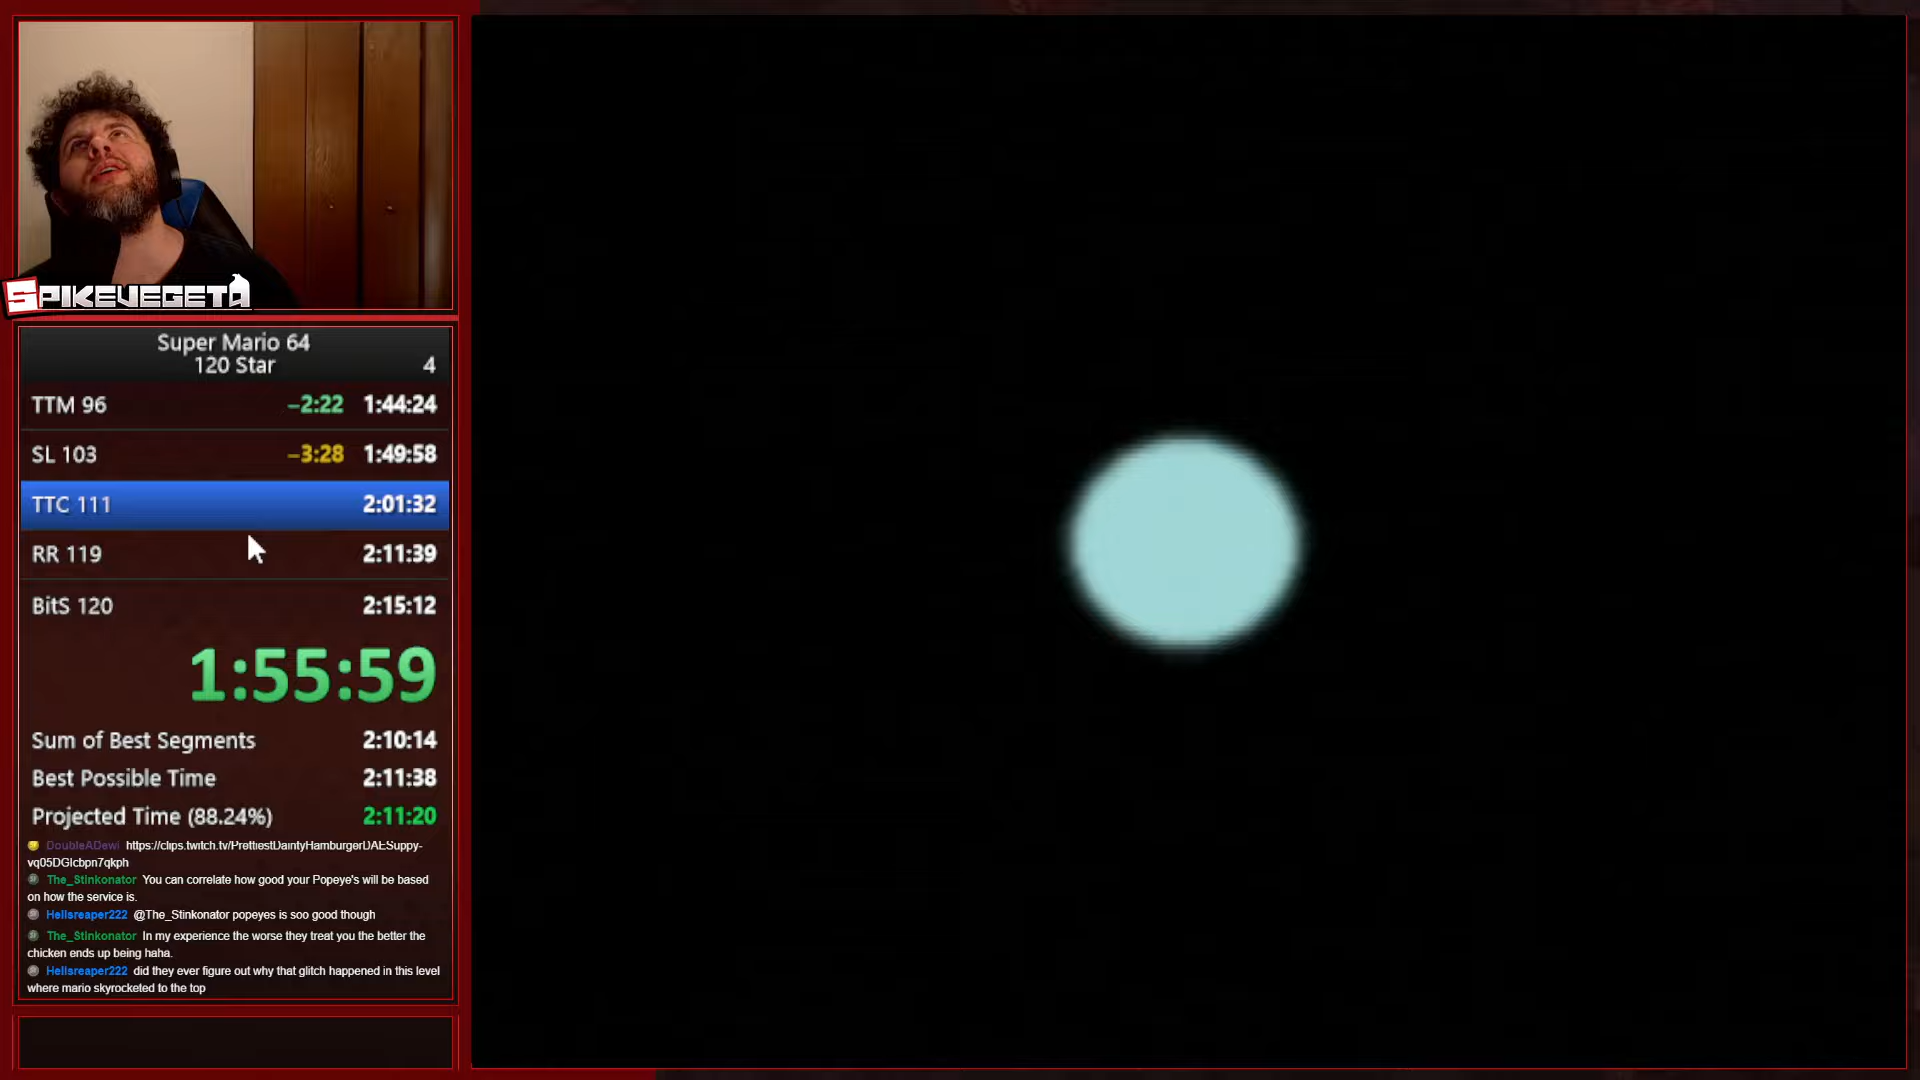 SPIKEVEGETA
Super Mario 64
120 Star 4
TTM 96 −2:22 1:44:24
SL 103 −3:28 1:49:58
TTC 111 2:01:32
RR 119 2:11:39
BitS 120 2:15:12
1:55:59
Sum of Best Segments 2:10:14
Best Possible Time 2:11:38
Projected Time (88.24%) 2:11:20
DoubleADewi https://clips.twitch.tv/PrettiestDaintyHamburgerDAESuppy-
vq05DGIcbpn7qkph
The_Stinkonator You can correlate how good your Popeye's will be based
on how the service is.
Hellsreaper222 @The_Stinkonator popeyes is soo good though
The_Stinkonator In my experience the worse they treat you the better the
chicken ends up being haha.
Hellsreaper222 did they ever figure out why that glitch happened in this level
where mario skyrocketed to the top